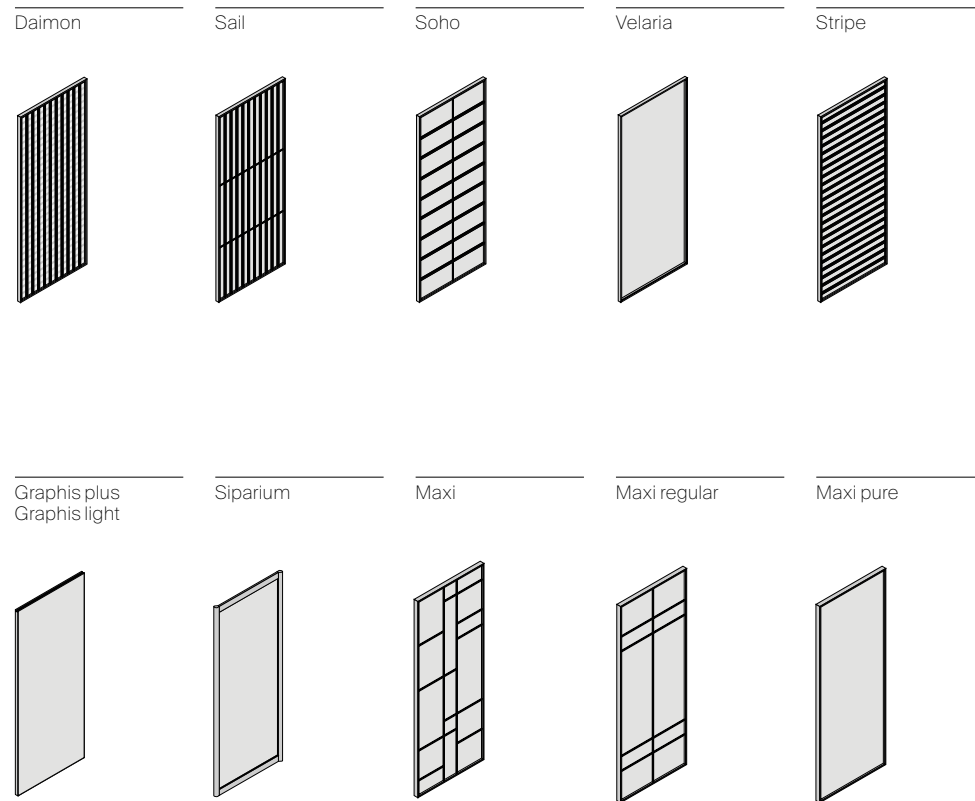 Daimon
Sail
Soho
Velaria
Stripe
Graphis plus
Graphis light
Siparium
Maxi
Maxi regular
Maxi pure